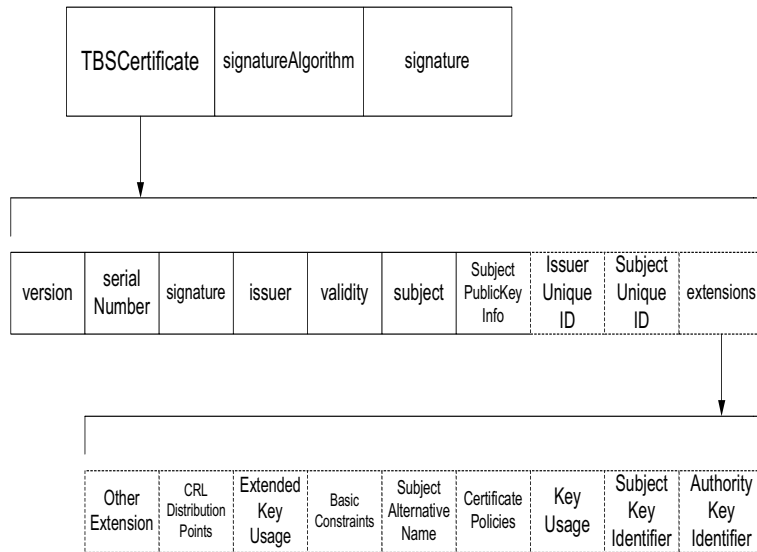 TBSCertificate
signatureAlgorithm
signature
version
serial
Number
signature
issuer
validity
subject
Subject
PublicKey
Info
Issuer
Unique
ID
Subject
Unique
ID
extensions
Other
Extension
CRL
Distribution
Points
Extended
Key
Usage
Basic
Constraints
Subject
Alternative
Name
Certificate
Policies
Key
Usage
Subject
Key
Identifier
Authority
Key
Identifier